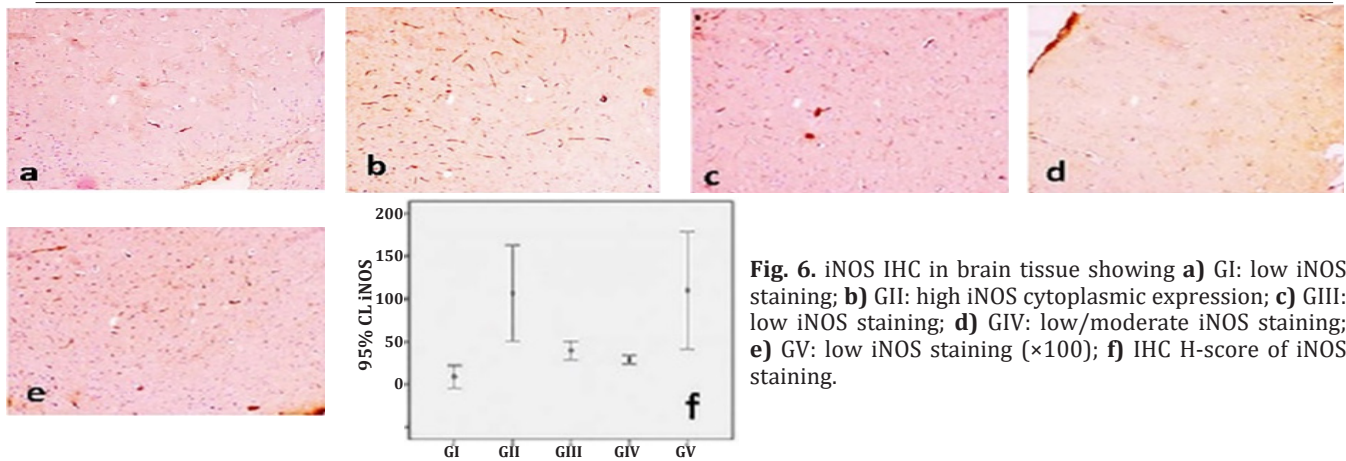 a
b
c
d
e
200
150
100
50
0
95% CL iNOS
f
GI GII GIII GIV GV
Fig. 6. iNOS IHC in brain tissue showing a) GI: low iNOS
staining; b) GII: high iNOS cytoplasmic expression; c) GIII:
low iNOS staining; d) GIV: low/moderate iNOS staining;
e) GV: low iNOS staining (×100); f) IHC H-score of iNOS
staining.